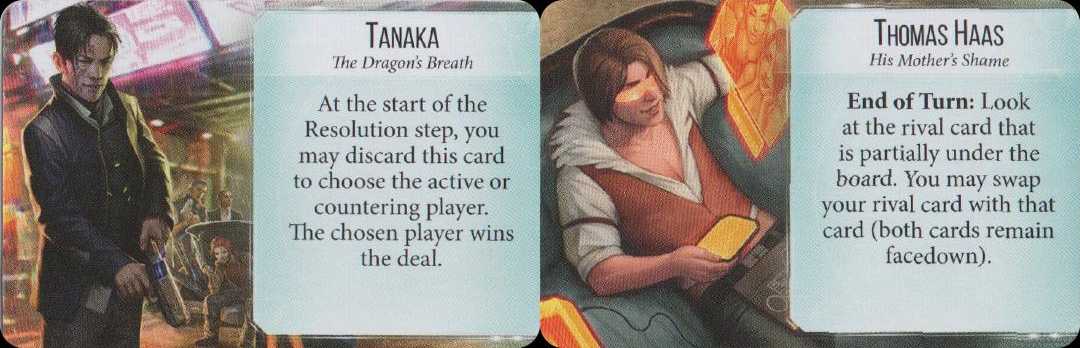 TANAKA
The Dragon's Breath
At the start of the
Resolution step, you
may discard this card
to choose the active or
countering player.
The chosen player wins
the deal.
THOMAS HAAS
His Mother's Shame
End of Turn: Look
at the rival card that
is partially under the
board. You may swap
your rival card with that
card (both cards remain
facedown).